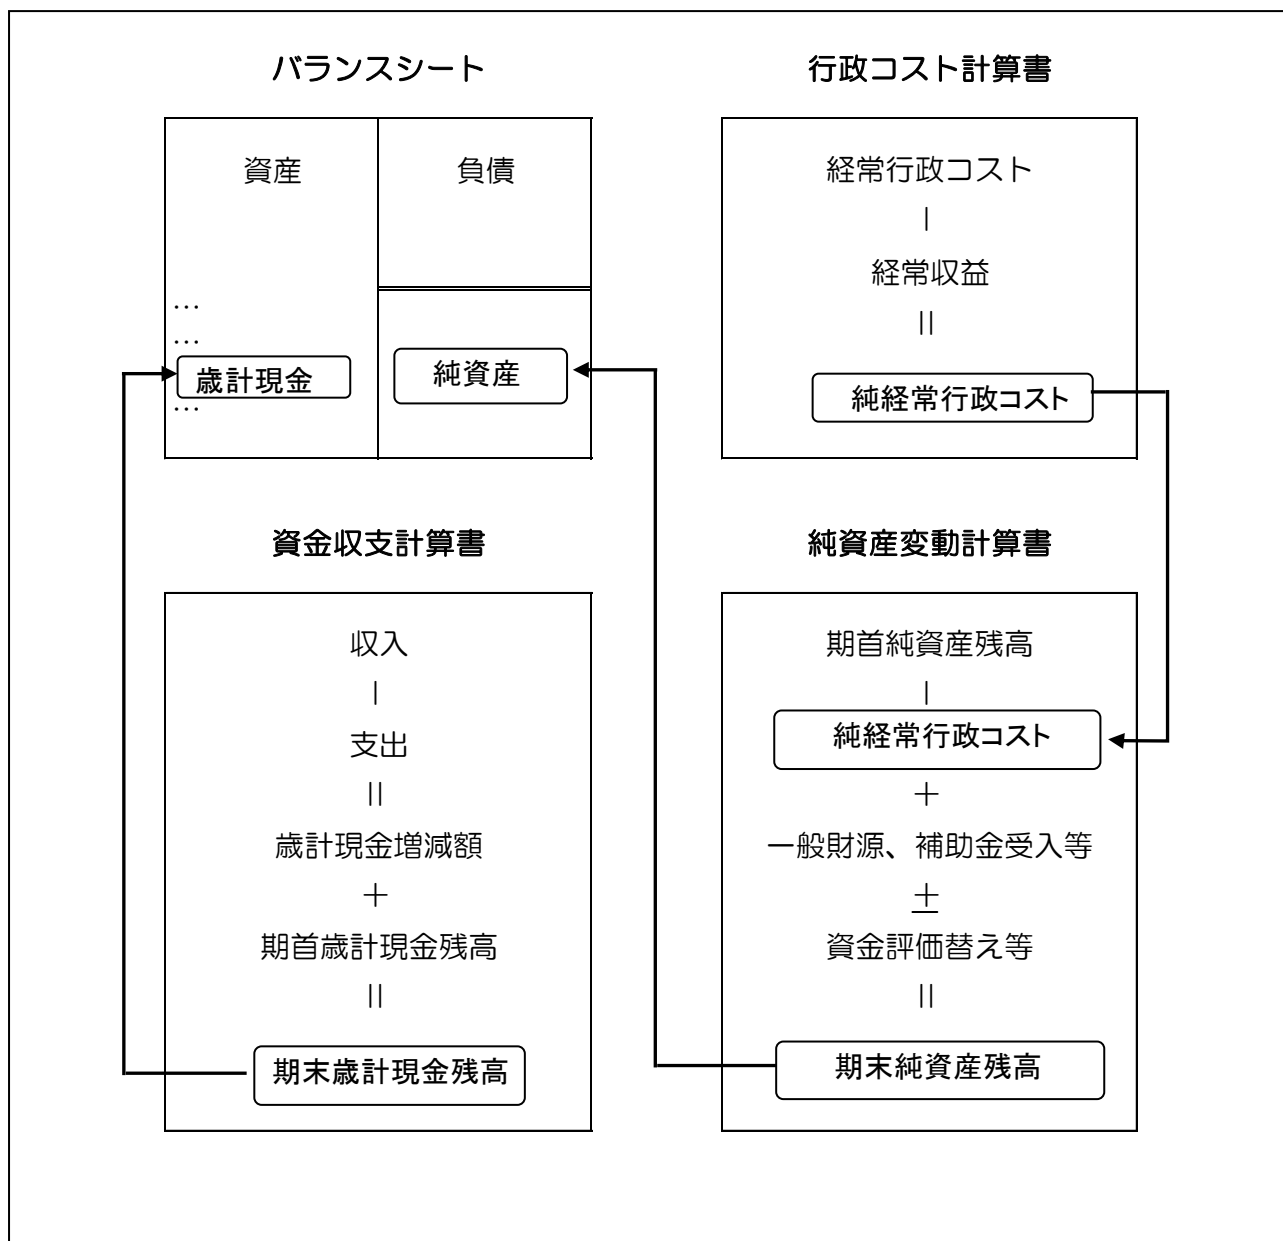 バランスシート
資産
負債
…
…
歳計現金
…
純資産
行政コスト計算書
経常行政コスト
－
経常収益
＝
純経常行政コスト
資金収支計算書
収入
－
支出
＝
歳計現金増減額
＋
期首歳計現金残高
＝
期末歳計現金残高
純資産変動計算書
期首純資産残高
－
純経常行政コスト
＋
一般財源、補助金受入等
±
資金評価替え等
＝
期末純資産残高